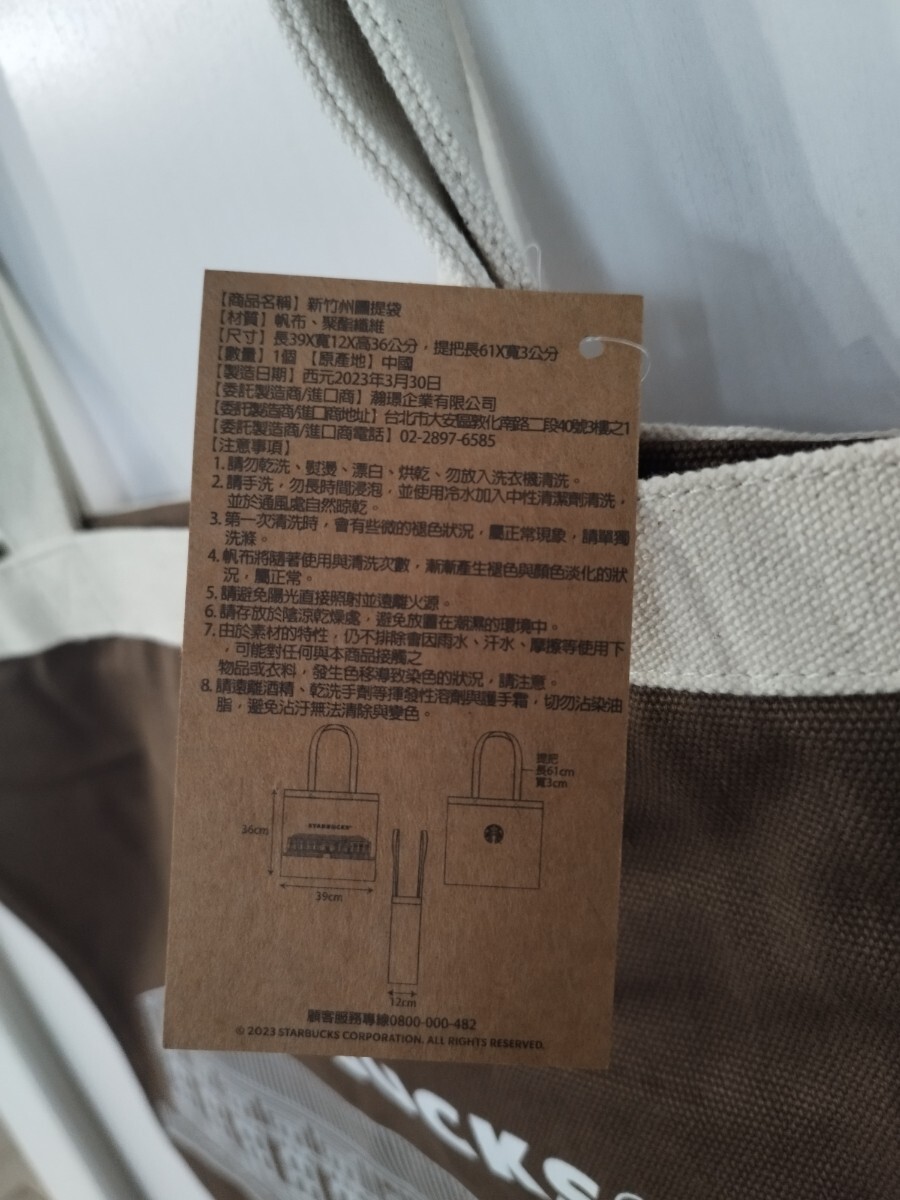 【商品名稱】新竹州圖提袋
【材質】帆布、聚酯纖維
【尺寸】長39X寬12X高36公分，提把長61X寬3公分
【數量】1個 【原產地】中國
【製造日期】西元2023年3月30日
【委託製造商/進口商】瀚璟企業有限公司
【委託製造商/進口商地址】台北市大安區敦化南路二段40號3樓之1
【委託製造商/進口商電話】02-2897-6585
【注意事項】
1. 請勿乾洗、熨燙、漂白、烘乾、勿放入洗衣機清洗。
2. 請手洗，勿長時間浸泡，並使用冷水加入中性清潔劑清洗，
並於通風處自然晾乾。
3. 第一次清洗時，會有些微的褪色狀況，屬正常現象，請單獨
洗滌。
4. 帆布將隨著使用與清洗次數，漸漸產生褪色與顏色淡化的狀
況，屬正常。
5. 請避免陽光直接照射並遠離火源。
6. 請存放於陰涼乾燥處，避免放置在潮濕的環境中。
7. 由於素材的特性，仍不排除會因雨水、汗水、摩擦等使用下
，可能對任何與本商品接觸之
物品或衣料，發生色移導致染色的狀況，請注意。
8. 請遠離酒精、乾洗手劑等揮發性溶劑與護手霜，切勿沾染油
脂，避免沾汙無法清除與變色。
提把
長61cm
寬3cm
36cm
STARBUCKS
39cm
12cm
顧客服務專線0800-000-482
© 2023 STARBUCKS CORPORATION. ALL RIGHTS RESERVED.
UCKS